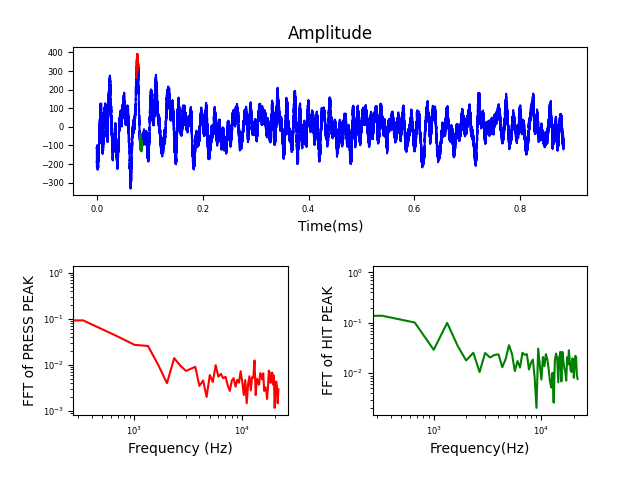 Amplitude
400
300
200
100
0
−100
−200
−300
0.0 0.2 0.4 0.6 0.8
Time(ms)
FFT of PRESS PEAK
10⁰
10⁻¹
10⁻²
10⁻³
10³ 10⁴
Frequency (Hz)
FFT of HIT PEAK
10⁰
10⁻¹
10⁻²
10³ 10⁴
Frequency(Hz)